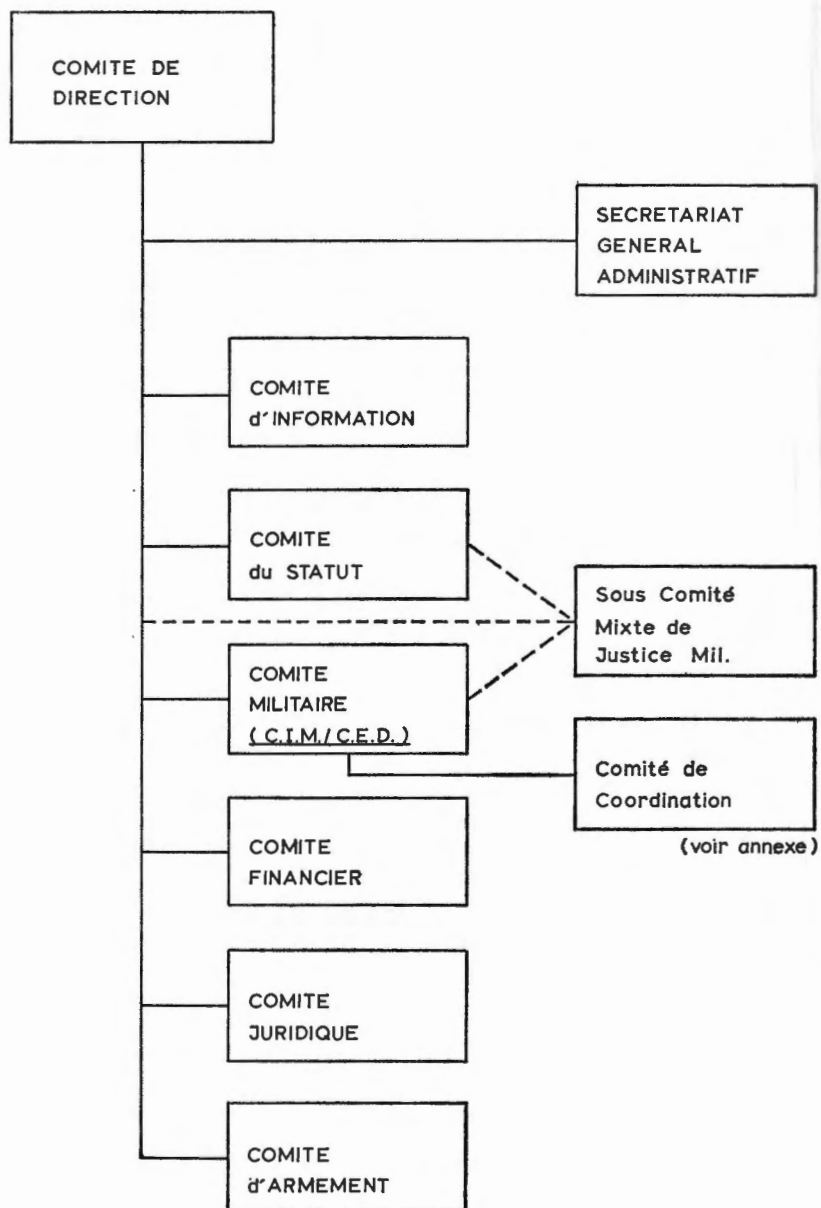 COMITE DE
DIRECTION
SECRETARIAT
GENERAL
ADMINISTRATIF
COMITE
d'INFORMATION
COMITE
du STATUT
Sous Comité
Mixte de
Justice Mil.
COMITE
MILITAIRE
( C.I.M./C.E.D. )
Comité de
Coordination
(voir annexe)
COMITE
FINANCIER
COMITE
JURIDIQUE
COMITE
d'ARMEMENT